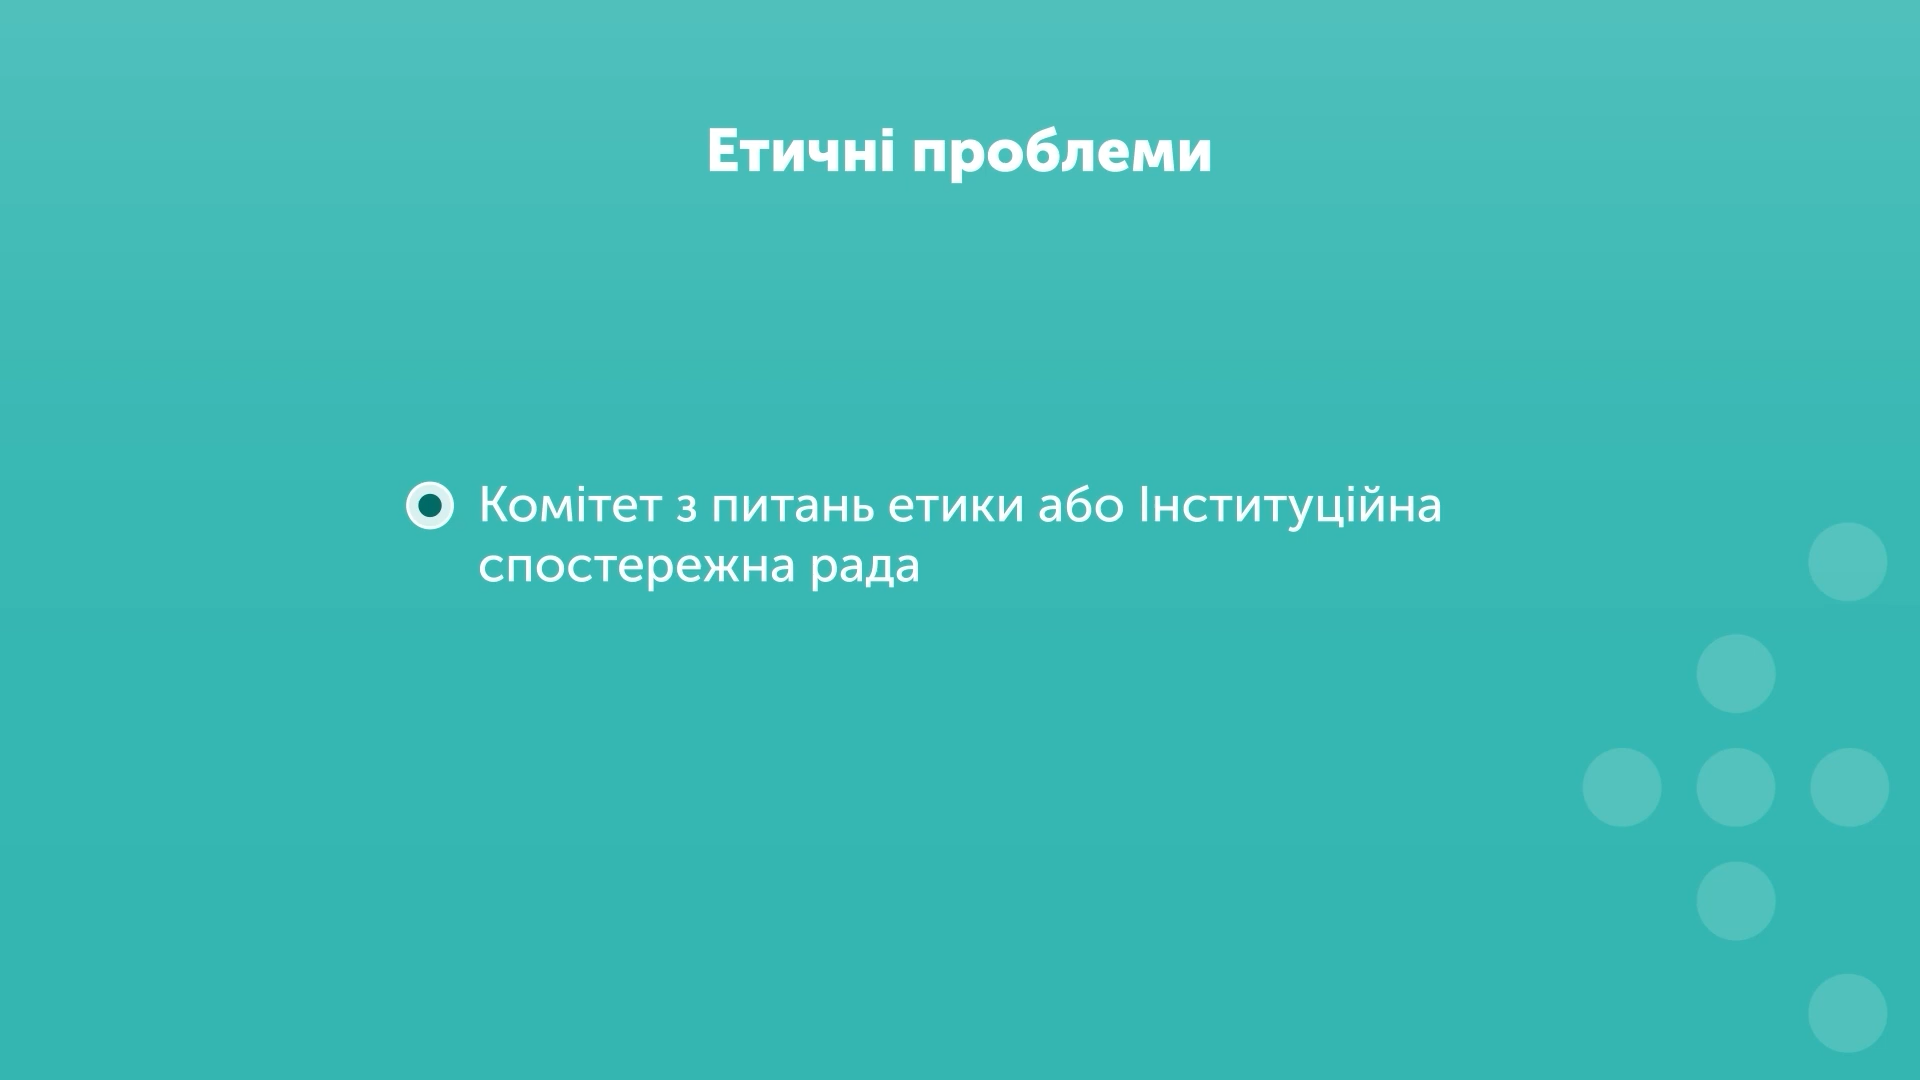 Етичні проблеми
Комітет з питань етики або Інституційна
спостережна рада